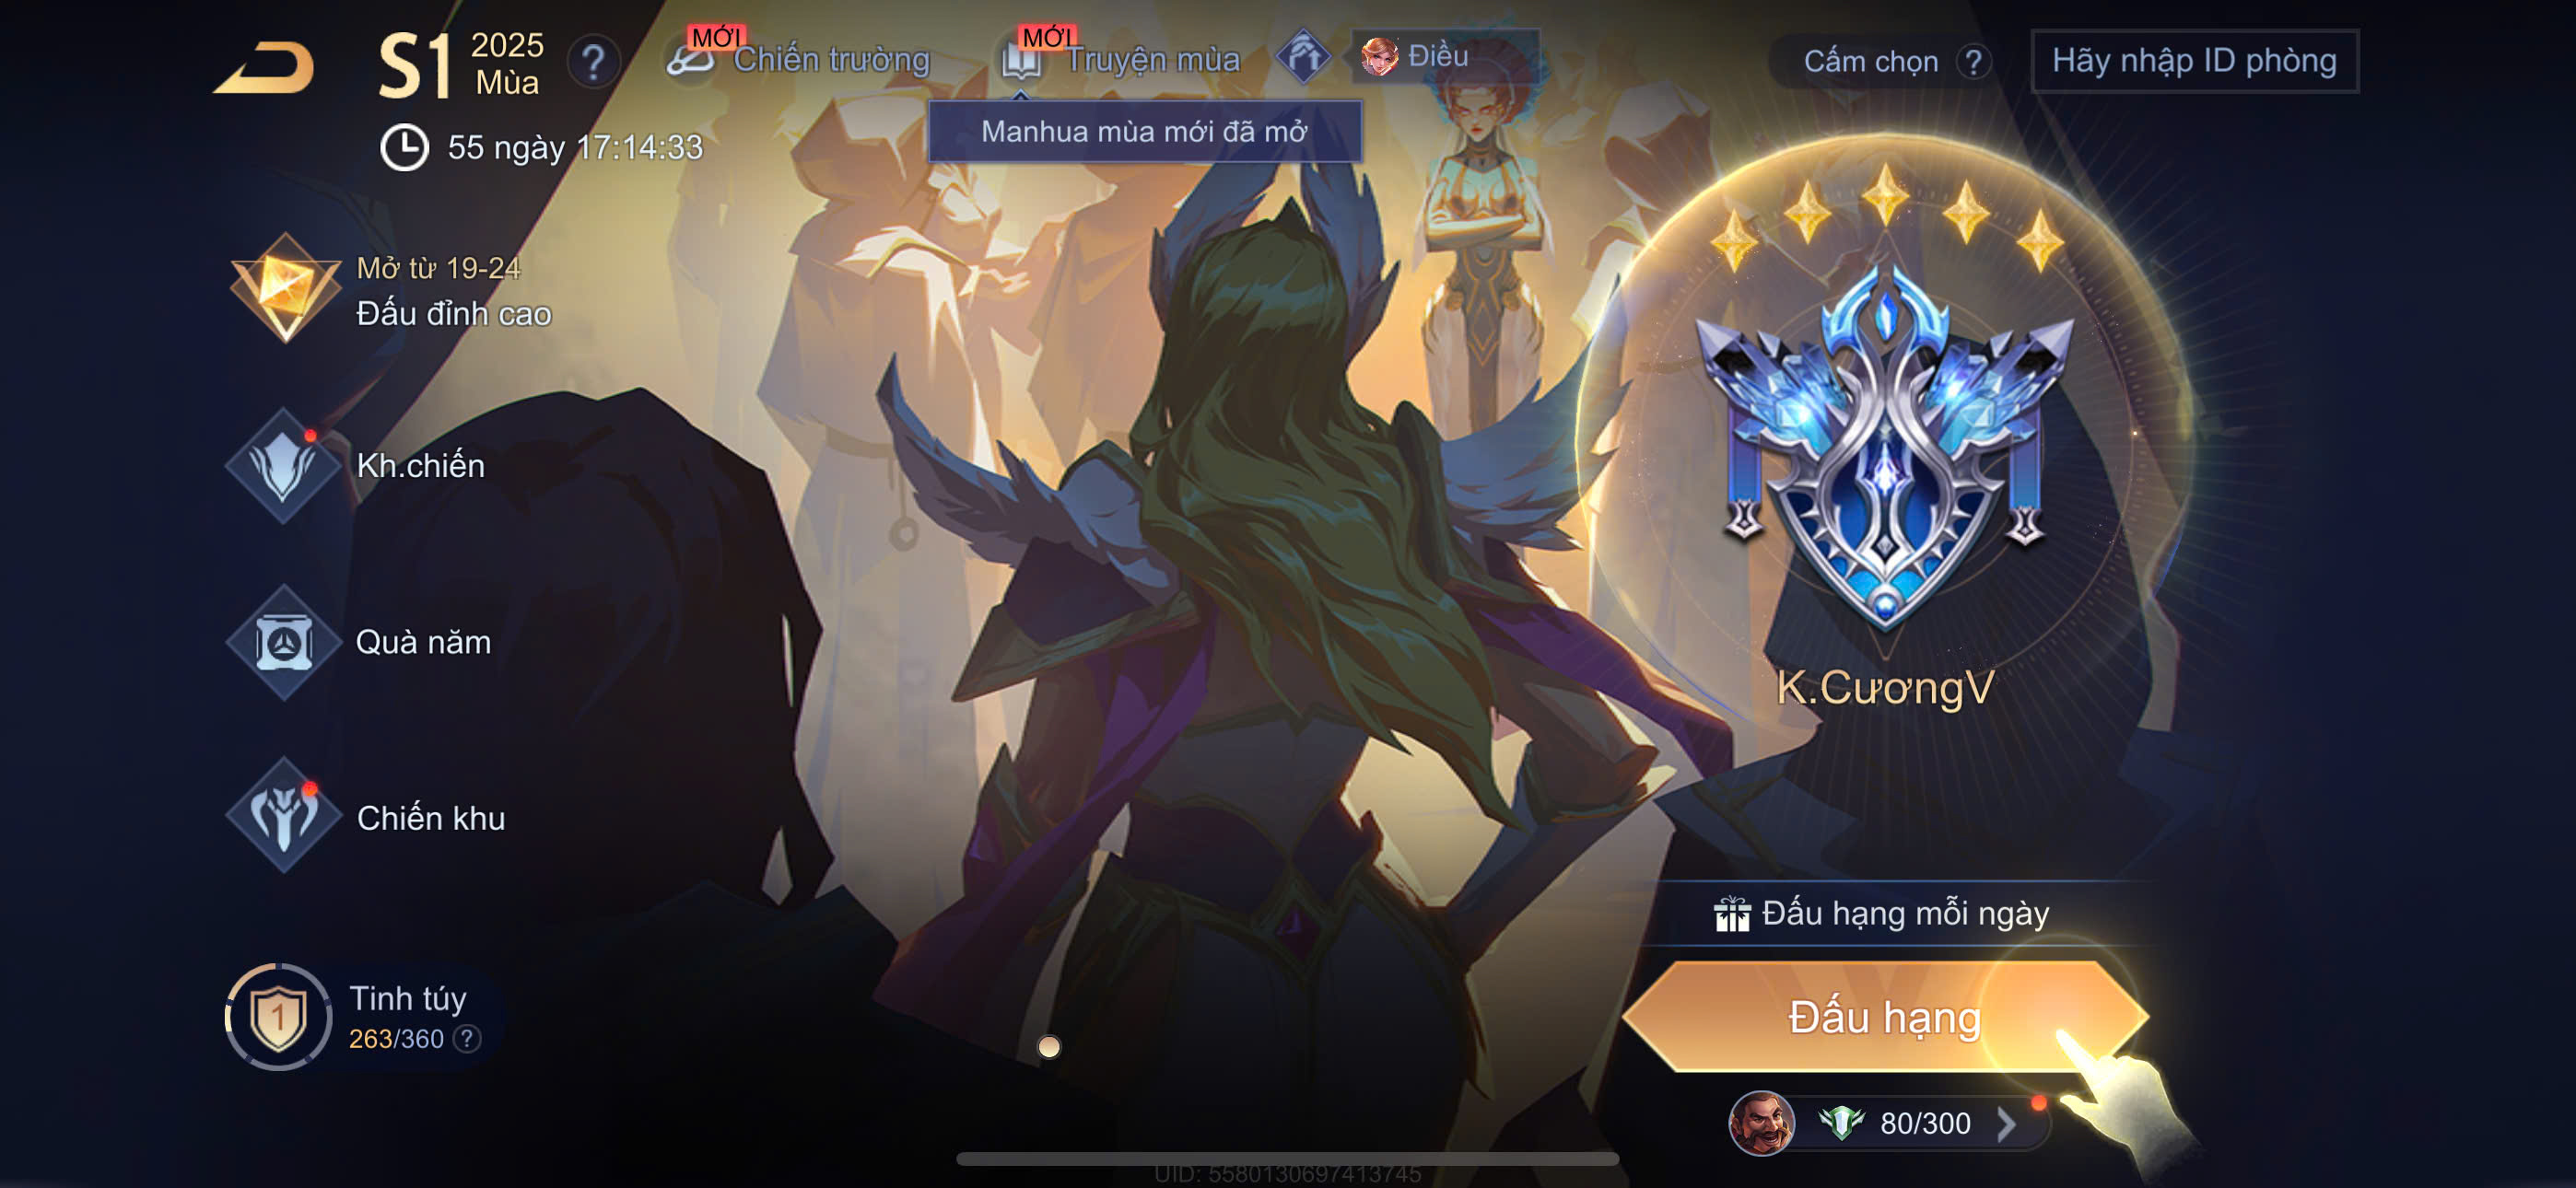 S1 2025
Mùa
?
MỚI
Chiến trường
MỚI
Truyện mùa
Điều
Cấm chọn ?
Hãy nhập ID phòng
55 ngày 17:14:33
Manhua mùa mới đã mở
Mở từ 19-24
Đấu đỉnh cao
Kh.chiến
Quà năm
Chiến khu
K.CươngV
Đấu hạng mỗi ngày
Tinh túy
1
263/360 ?
Đấu hạng
80/300
UID: 5580130697413745